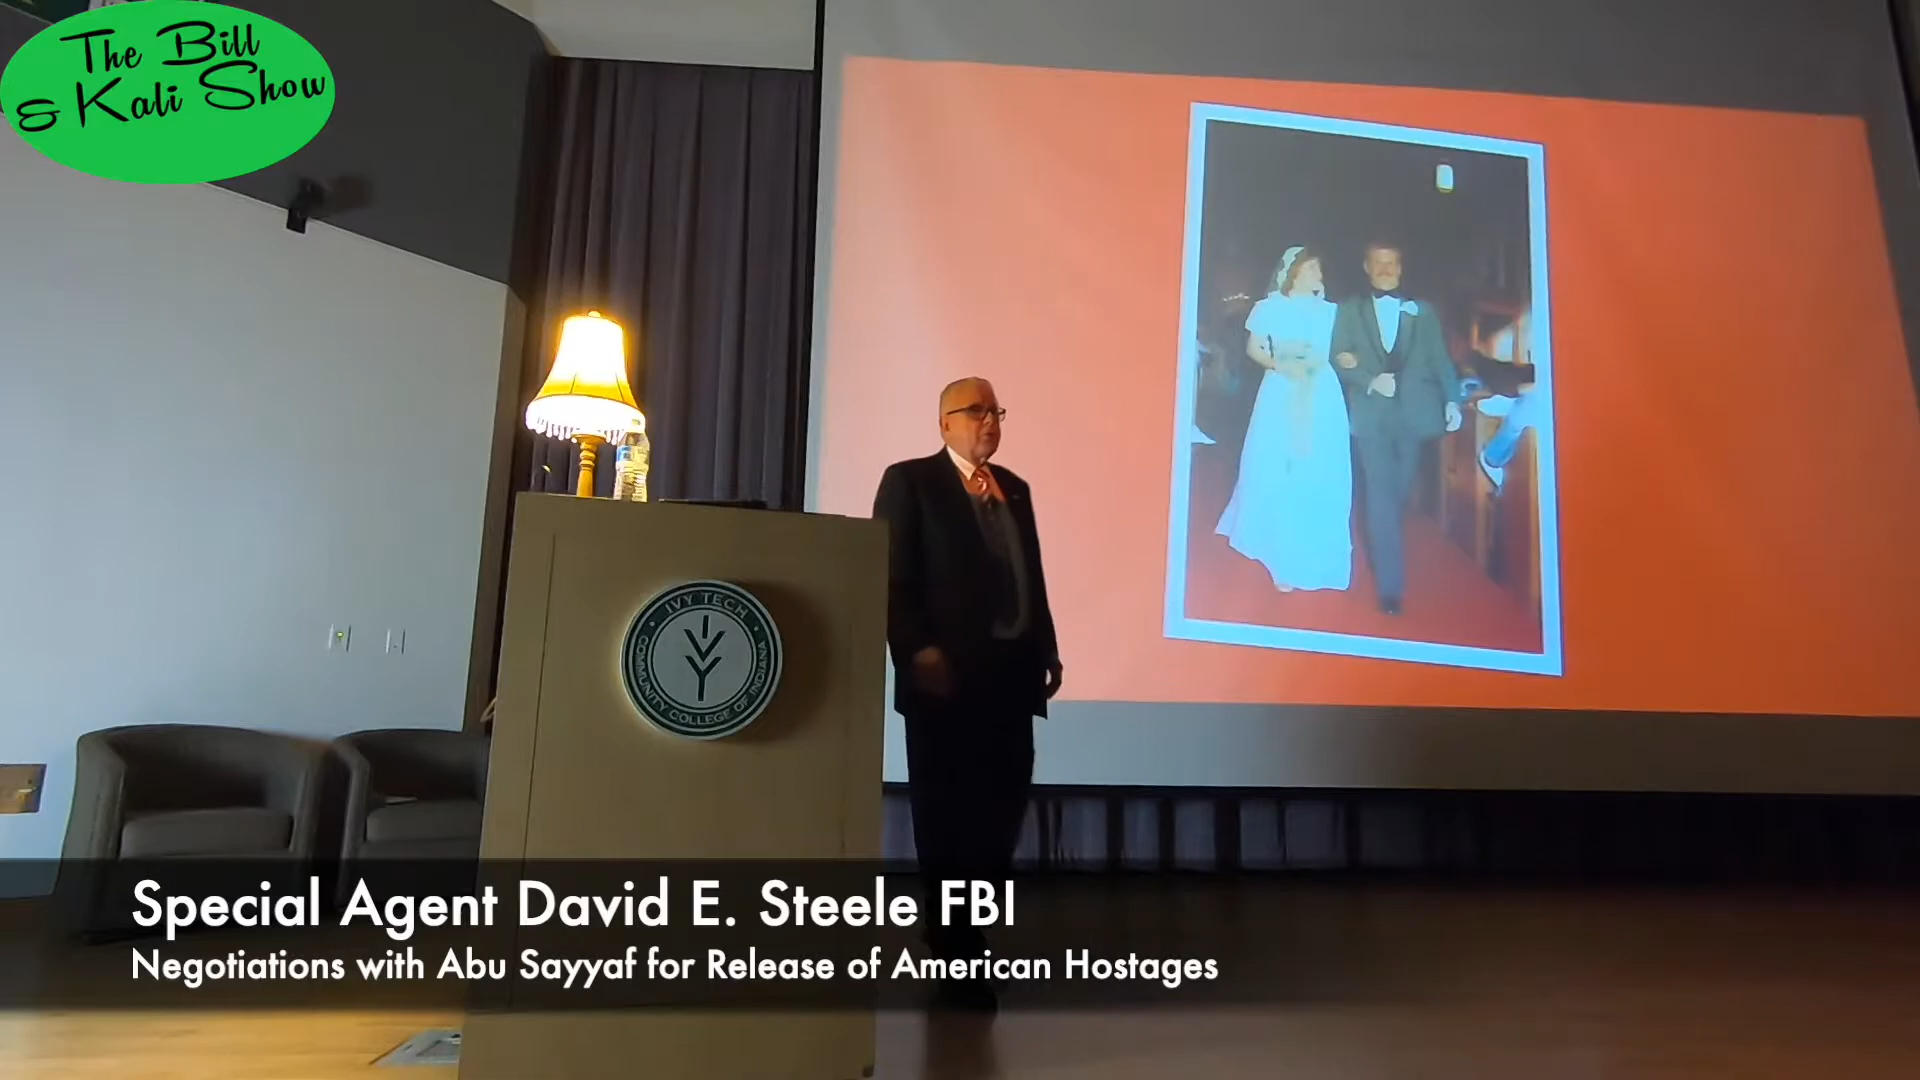 The Bill
& Kali Show
IVY TECH
IVY
COMMUNITY COLLEGE OF INDIANA
Special Agent David E. Steele FBI
Negotiations with Abu Sayyaf for Release of American Hostages